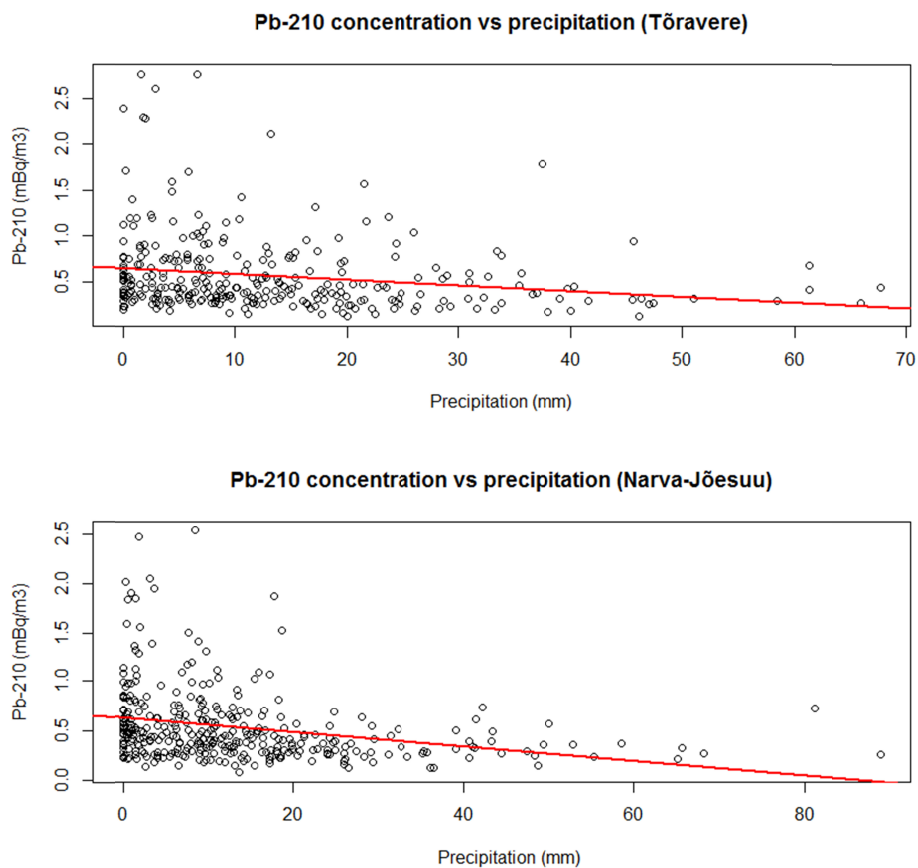 Pb-210 concentration vs precipitation (Tõravere)
Pb-210 (mBq/m3)
2.5
2.0
1.5
1.0
0.5
0 10 20 30 40 50 60 70
Precipitation (mm)
Pb-210 concentration vs precipitation (Narva-Jõesuu)
Pb-210 (mBq/m3)
2.5
2.0
1.5
1.0
0.5
0.0
0 20 40 60 80
Precipitation (mm)